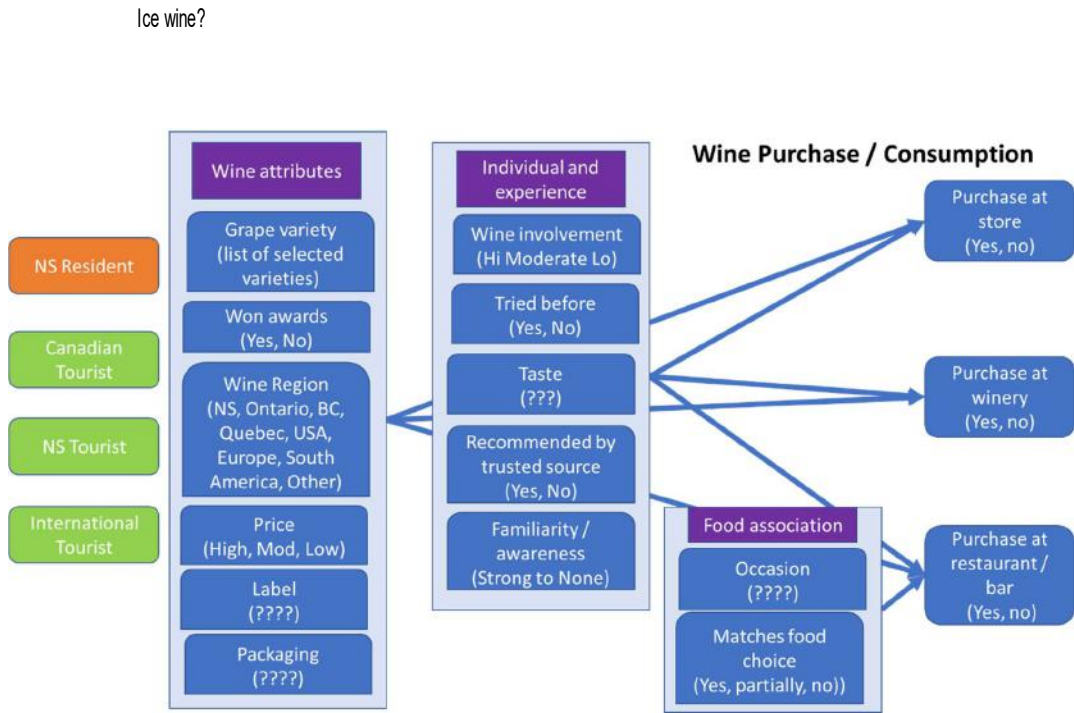 Ice wine?
Wine Purchase / Consumption
NS Resident
Canadian
Tourist
NS Tourist
International
Tourist
Wine attributes
Grape variety
(list of selected
varieties)
Won awards
(Yes, No)
Wine Region
(NS, Ontario, BC,
Quebec, USA,
Europe, South
America, Other)
Price
(High, Mod, Low)
Label
(????)
Packaging
(????)
Individual and
experience
Wine involvement
(Hi Moderate Lo)
Tried before
(Yes, No)
Taste
(???)
Recommended by
trusted source
(Yes, No)
Familiarity /
awareness
(Strong to None)
Food association
Occasion
(????)
Matches food
choice
(Yes, partially, no))
Purchase at
store
(Yes, no)
Purchase at
winery
(Yes, no)
Purchase at
restaurant /
bar
(Yes, no)